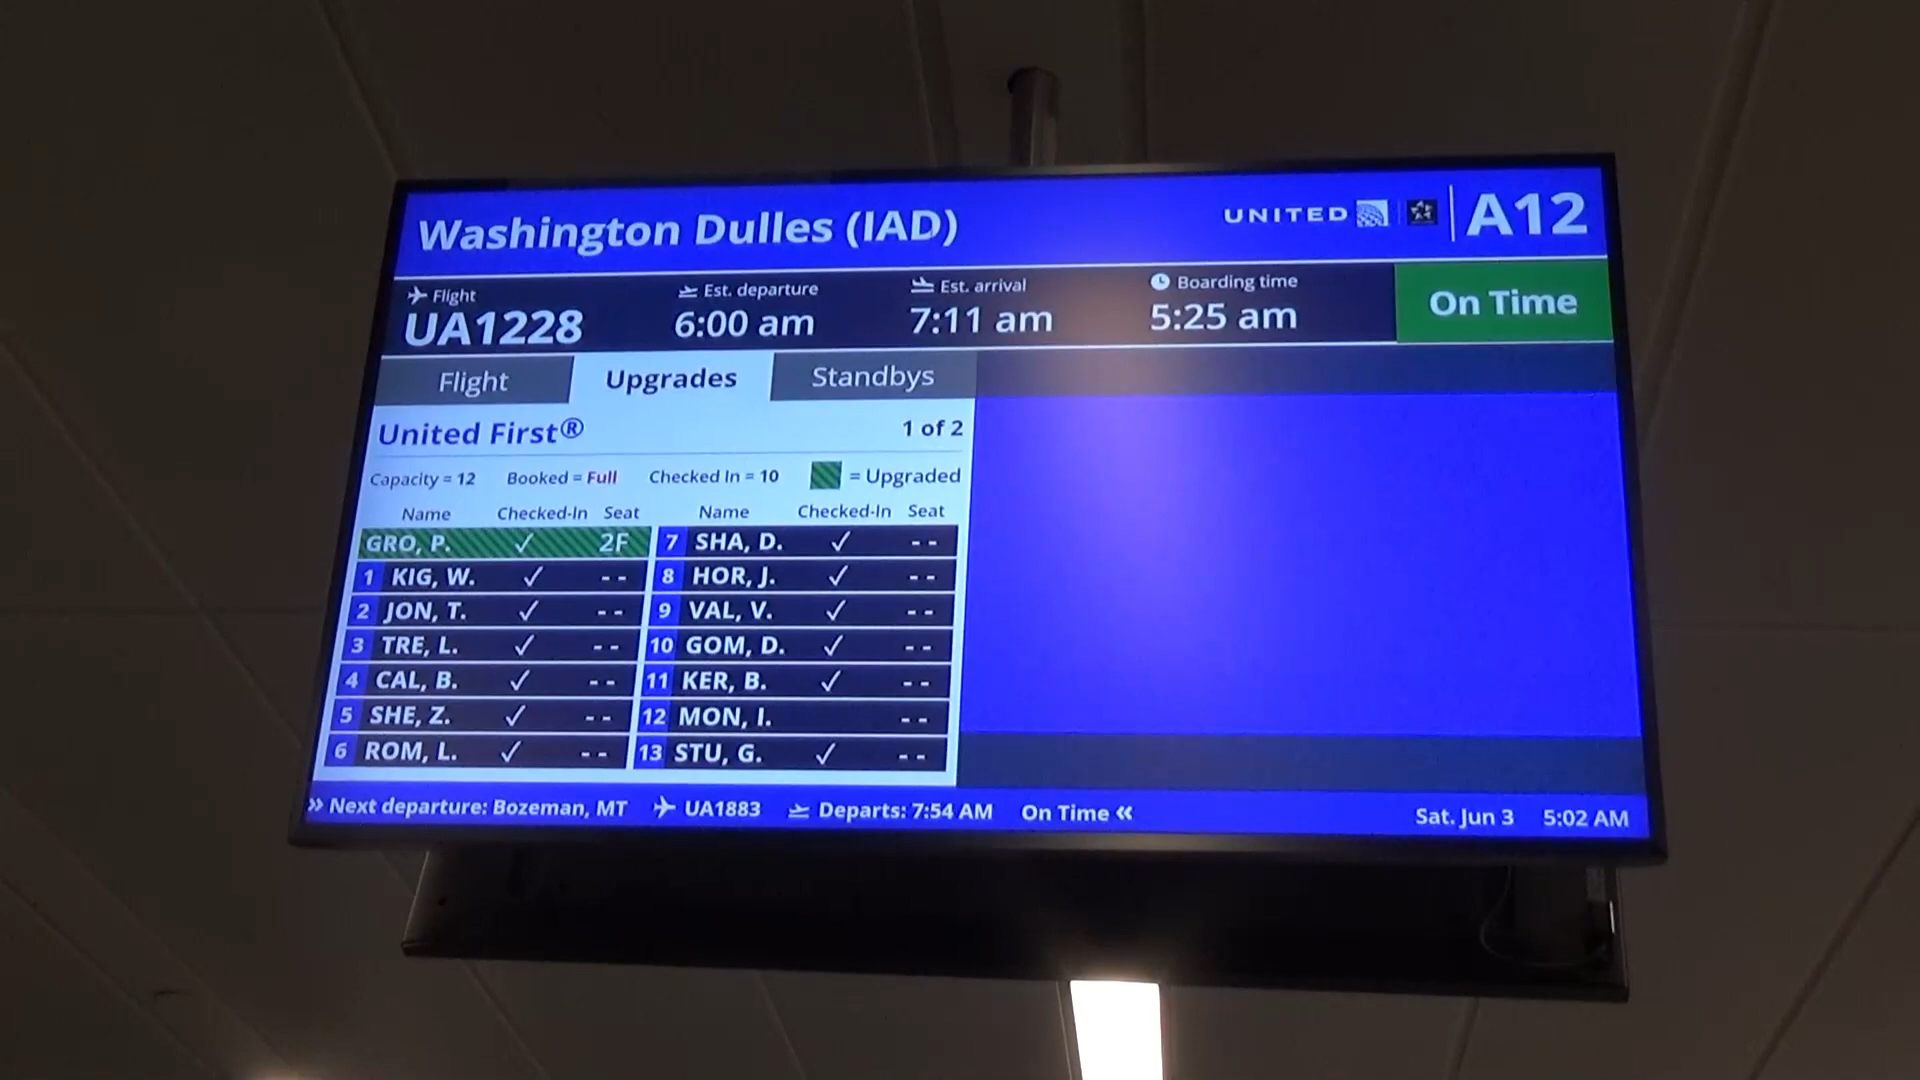 Washington Dulles (IAD)
UNITED
A12
Flight
UA1228
Est. departure
6:00 am
Est. arrival
7:11 am
Boarding time
5:25 am
On Time
Flight
Upgrades
Standbys
United First®
1 of 2
Capacity = 12 Booked = Full Checked In = 10 = Upgraded
Name Checked-In Seat
GRO, P. ✓ 2F
1 KIG, W. ✓ - -
2 JON, T. ✓ - -
3 TRE, L. ✓ - -
4 CAL, B. ✓ - -
5 SHE, Z. ✓ - -
6 ROM, L. ✓ - -
Name Checked-In Seat
7 SHA, D. ✓ - -
8 HOR, J. ✓ - -
9 VAL, V. ✓ - -
10 GOM, D. ✓ - -
11 KER, B. ✓ - -
12 MON, I. - -
13 STU, G. ✓ - -
» Next departure: Bozeman, MT UA1883 Departs: 7:54 AM On Time «
Sat. Jun 3 5:02 AM